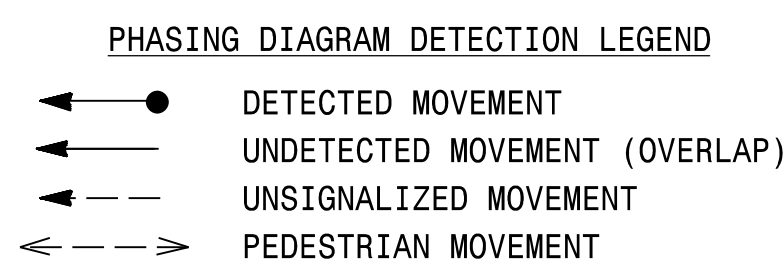 PHASING DIAGRAM DETECTION LEGEND
DETECTED MOVEMENT
UNDETECTED MOVEMENT (OVERLAP)
UNSIGNALIZED MOVEMENT
PEDESTRIAN MOVEMENT